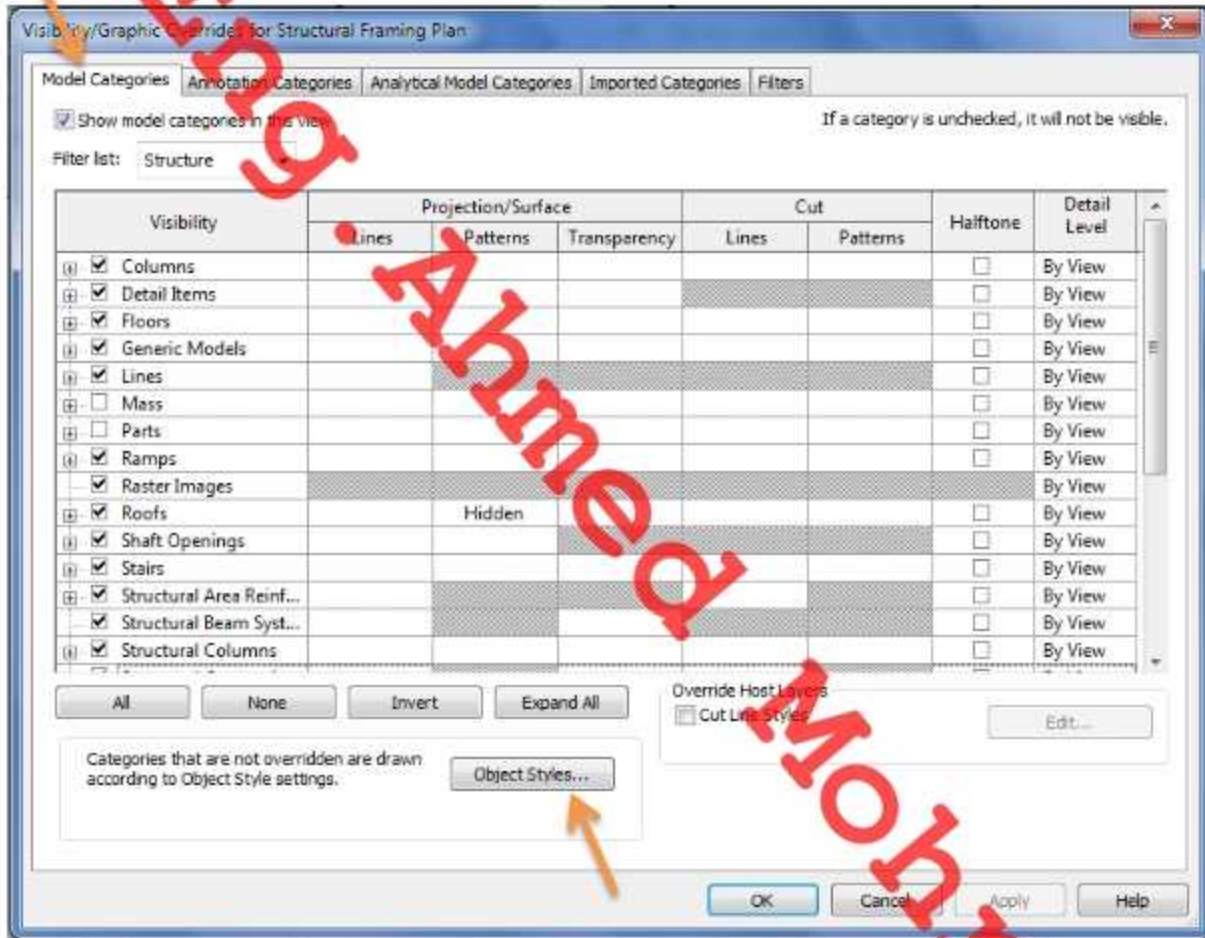 Visibility/Graphic Overrides for Structural Framing Plan
Model Categories Annotation Categories Analytical Model Categories Imported Categories Filters
Show model categories in this view
If a category is unchecked, it will not be visible.
Filter list: Structure
Visibility Projection/Surface Cut Halftone Detail Level
Lines Patterns Transparency Lines Patterns
Columns By View
Detail Items By View
Floors By View
Generic Models By View
Lines By View
Mass By View
Parts By View
Ramps By View
Raster Images By View
Roofs Hidden By View
Shaft Openings By View
Stairs By View
Structural Area Reinf... By View
Structural Beam Syst... By View
Structural Columns By View
All None Invert Expand All
Override Host Layers
Cut Line Styles Edit...
Categories that are not overridden are drawn
according to Object Style settings.
Object Styles...
OK Cancel Apply Help
ng .Ahmed Moh